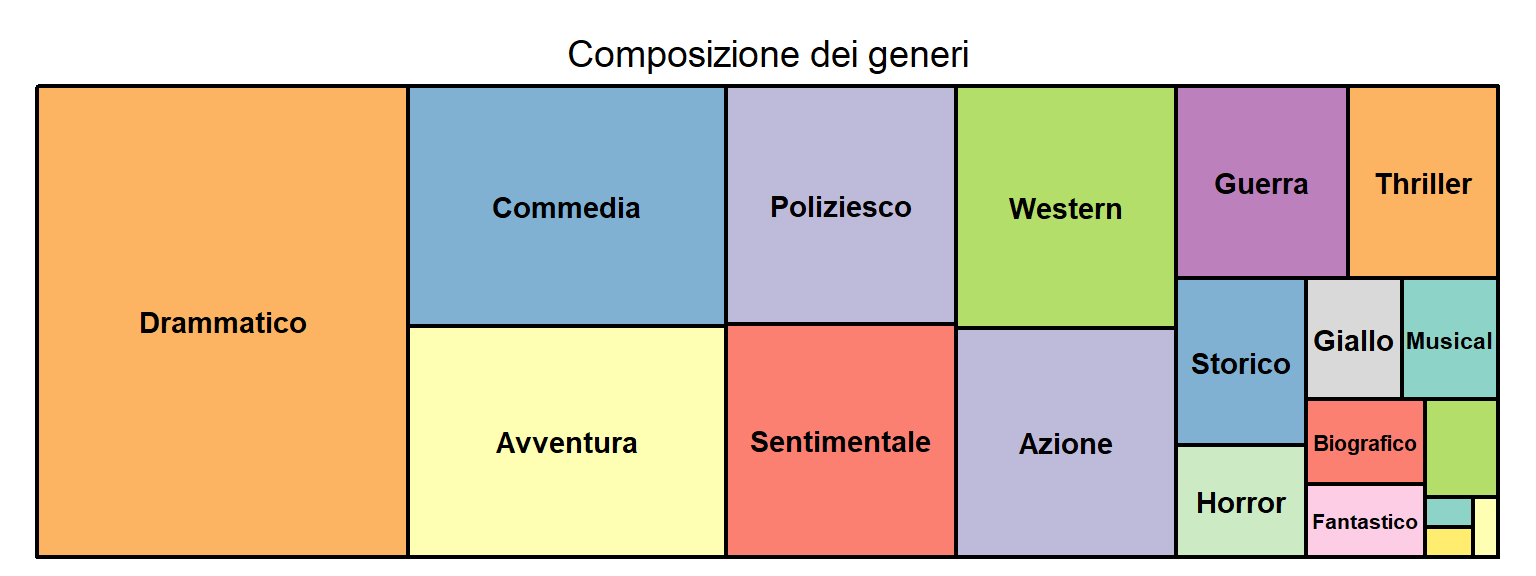 Composizione dei generi
Drammatico
Commedia
Avventura
Poliziesco
Sentimentale
Western
Azione
Guerra
Thriller
Storico
Horror
Giallo
Musical
Biografico
Fantastico